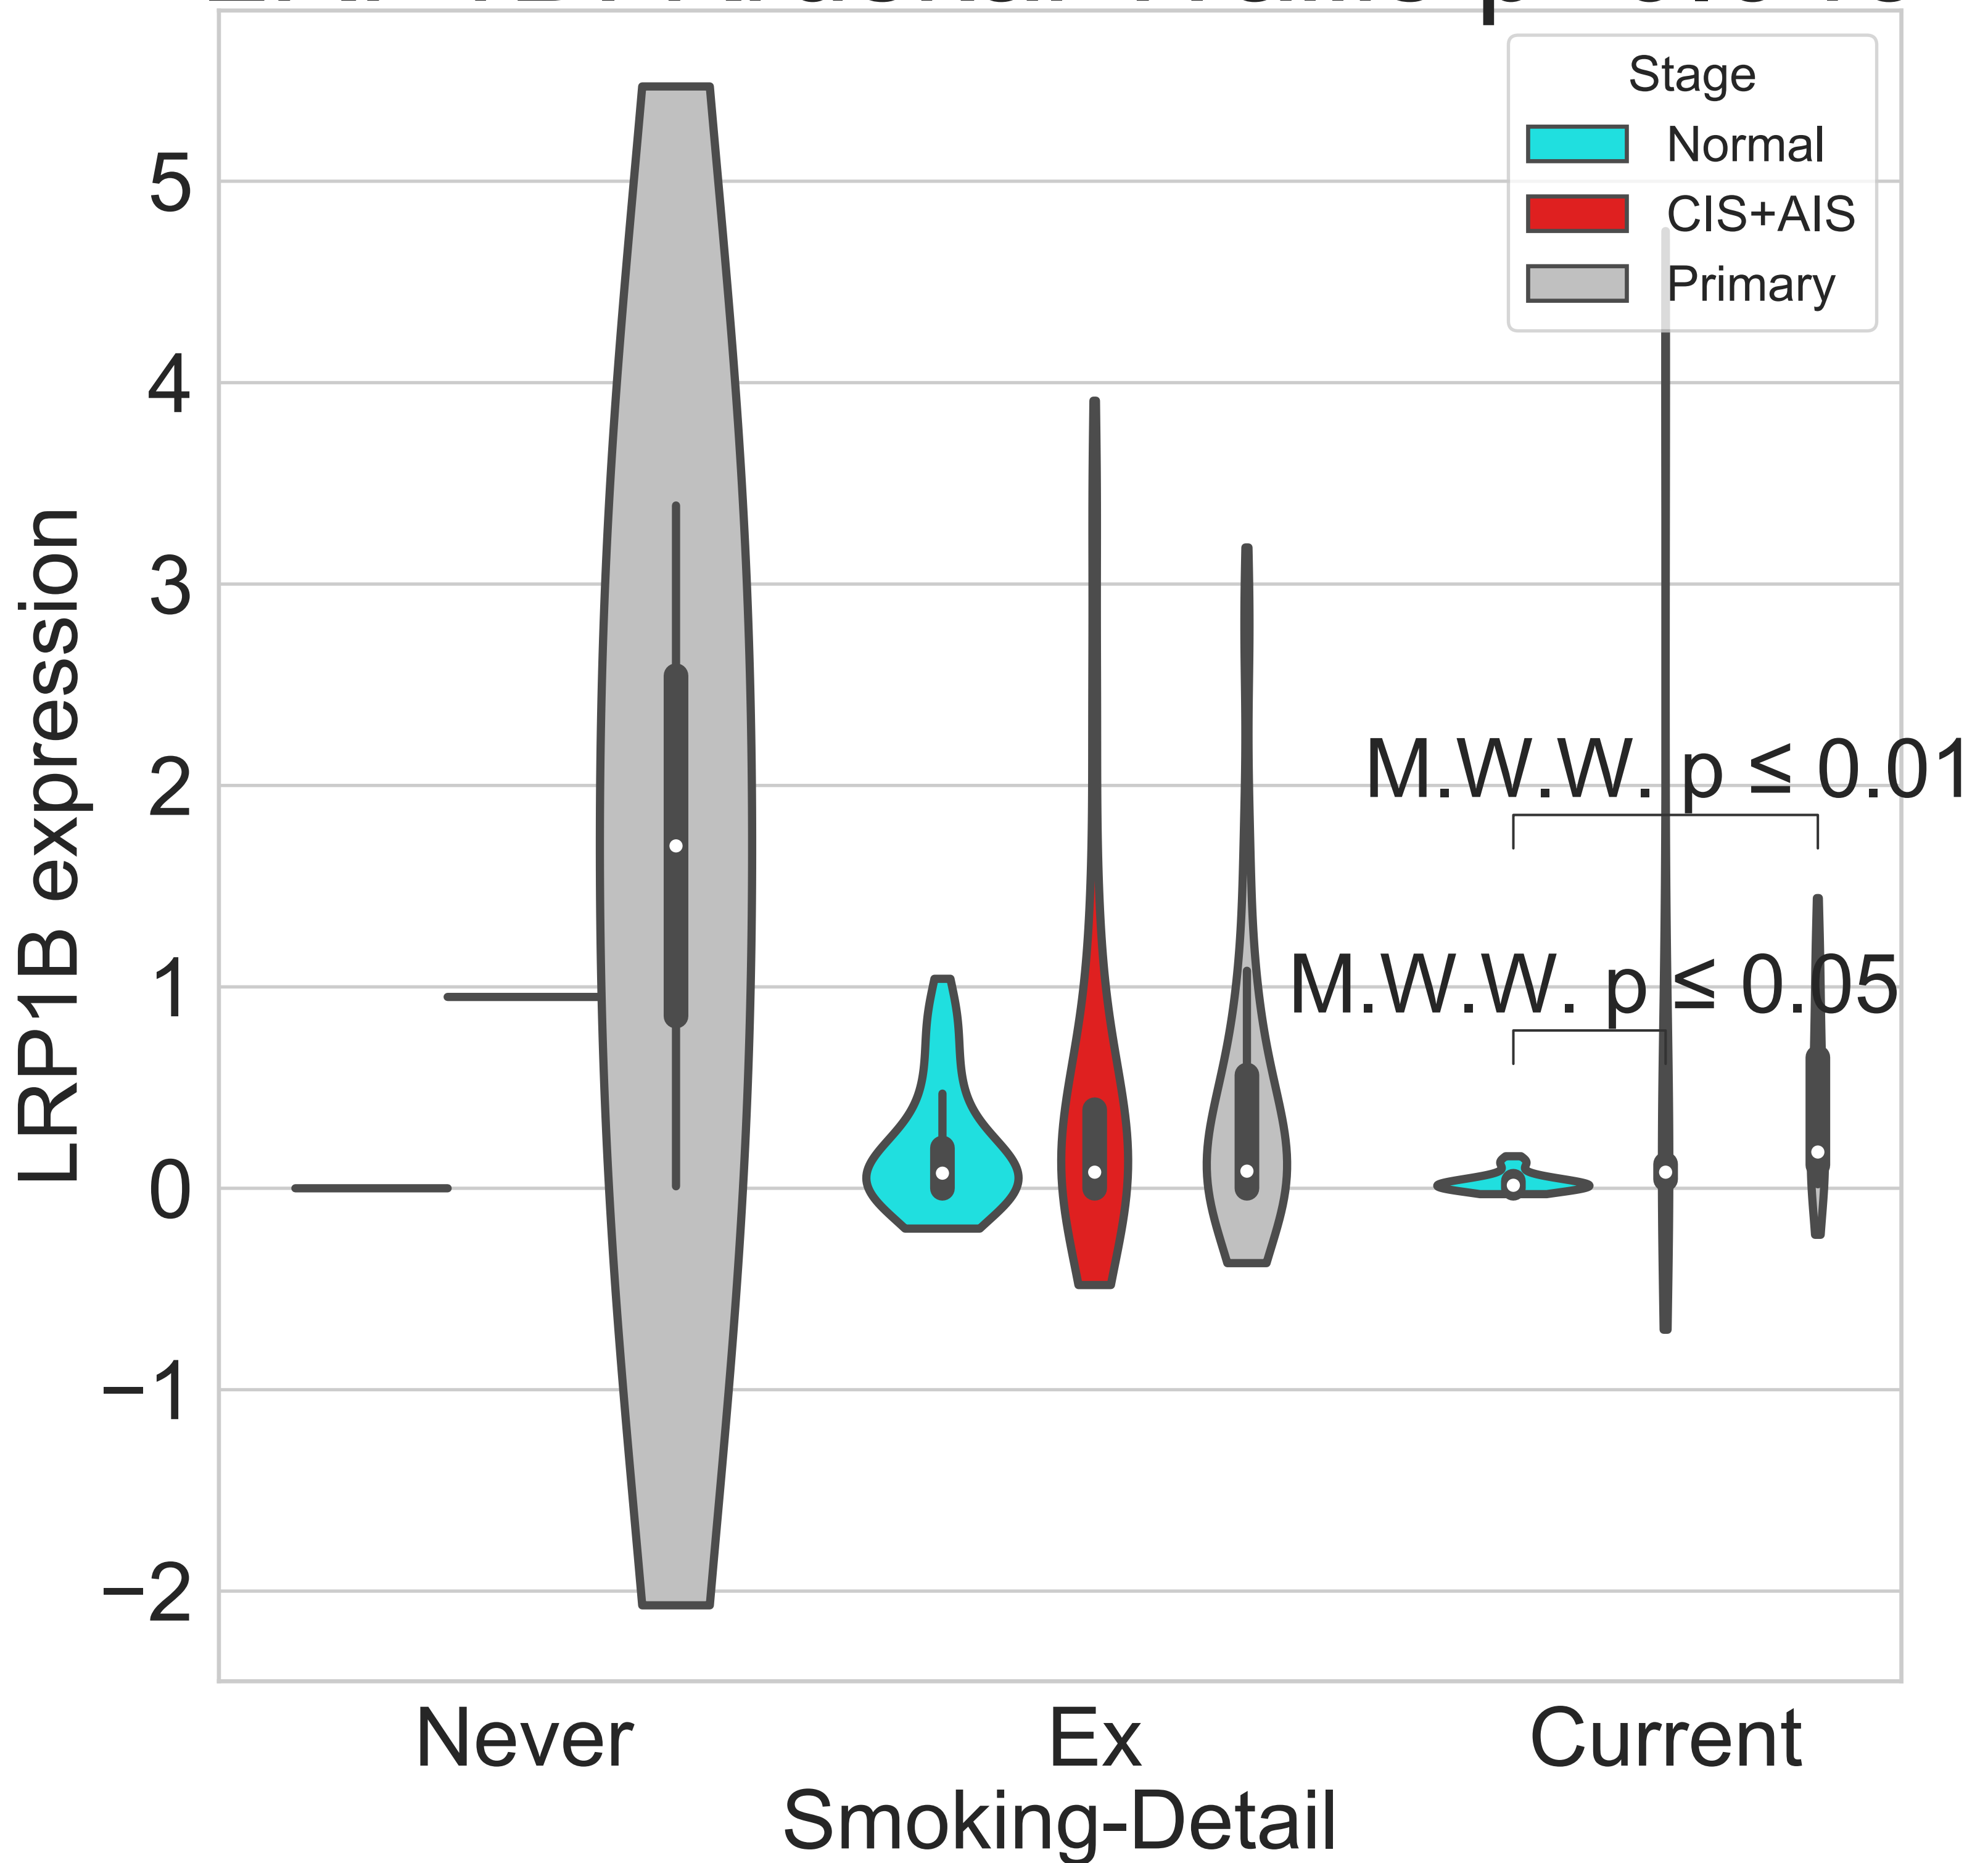 Stage
Normal
CIS+AIS
Primary
5
4
3
2
1
0
−1
−2
LRP1B expression
M.W.W. p ≤ 0.01
M.W.W. p ≤ 0.05
Never
Ex
Current
Smoking-Detail